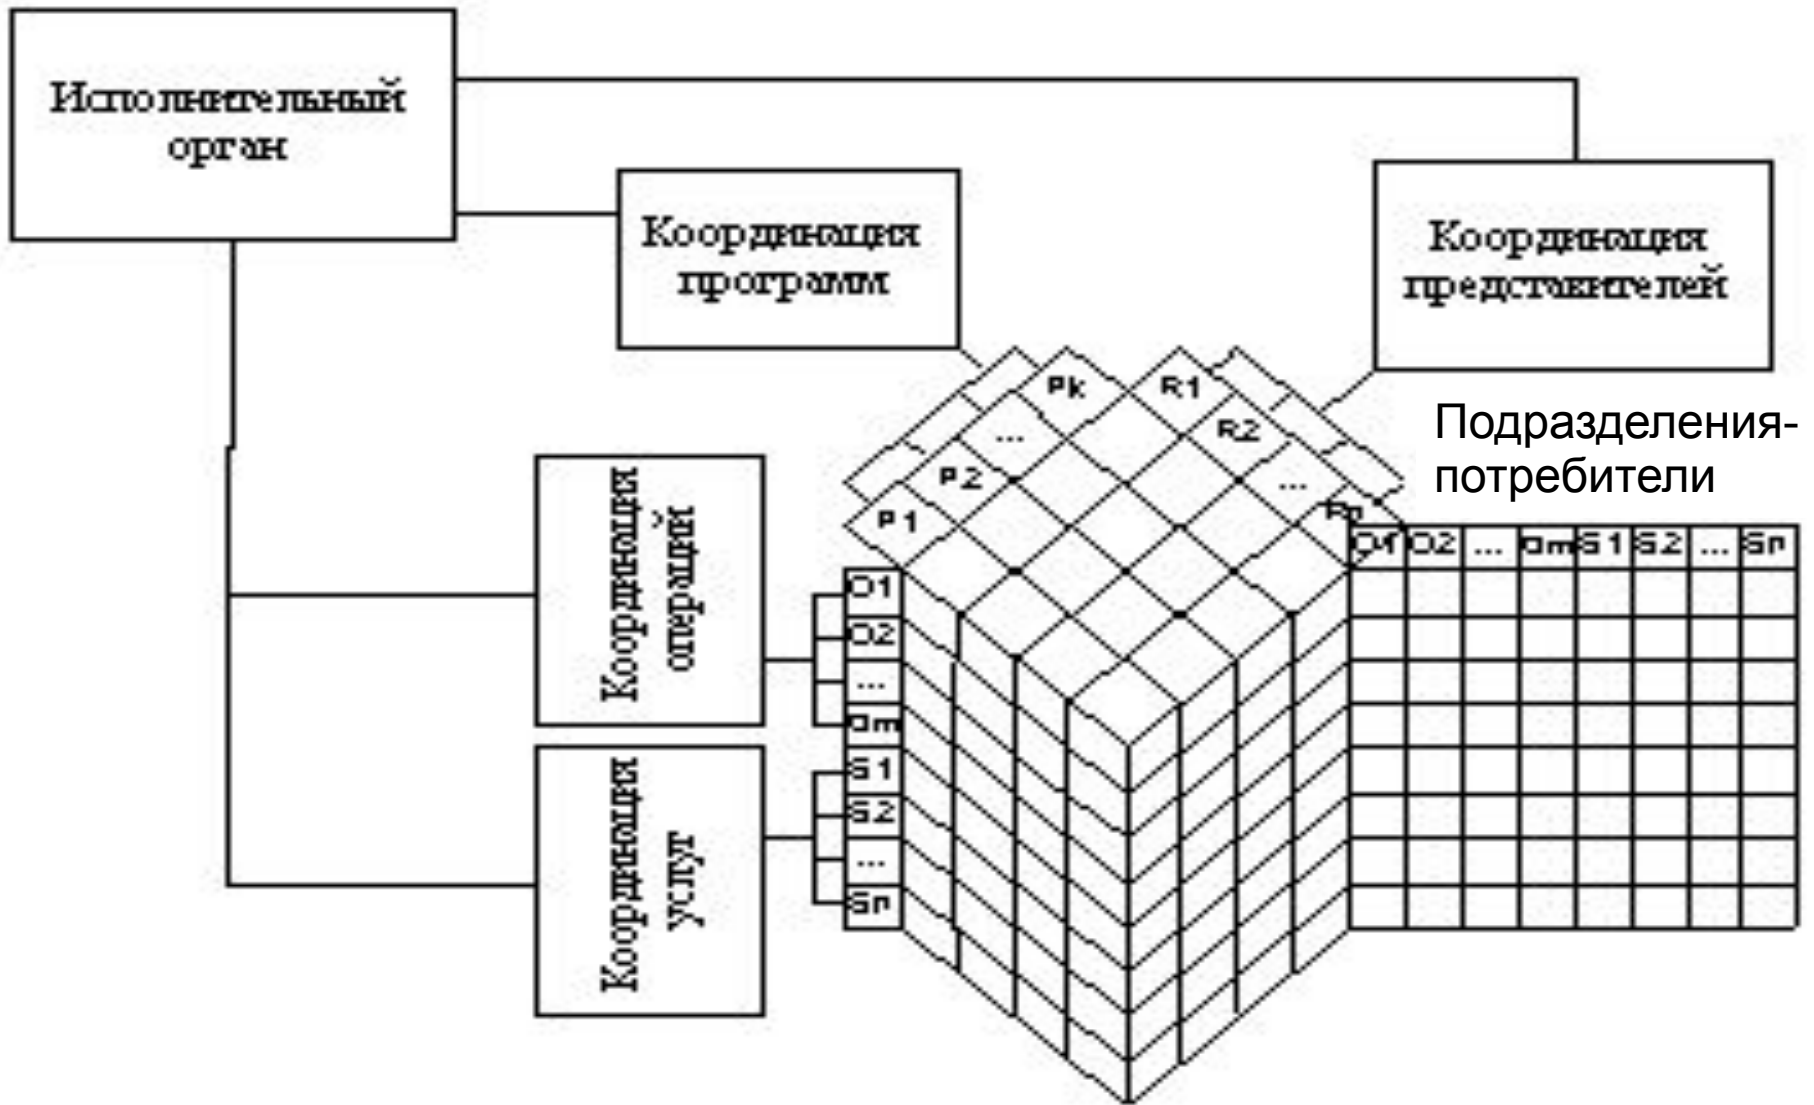 Исполнительный
орган
Координация
программ
Координация
представителей
Подразделения-
потребители
Координация
операций
Координация
услуг
Pk
R1
...
R2
P2
...
P1
Rn
O1 O2 ... Om S1 S2 ... Sn
O1
O2
...
Om
S1
S2
...
Sn